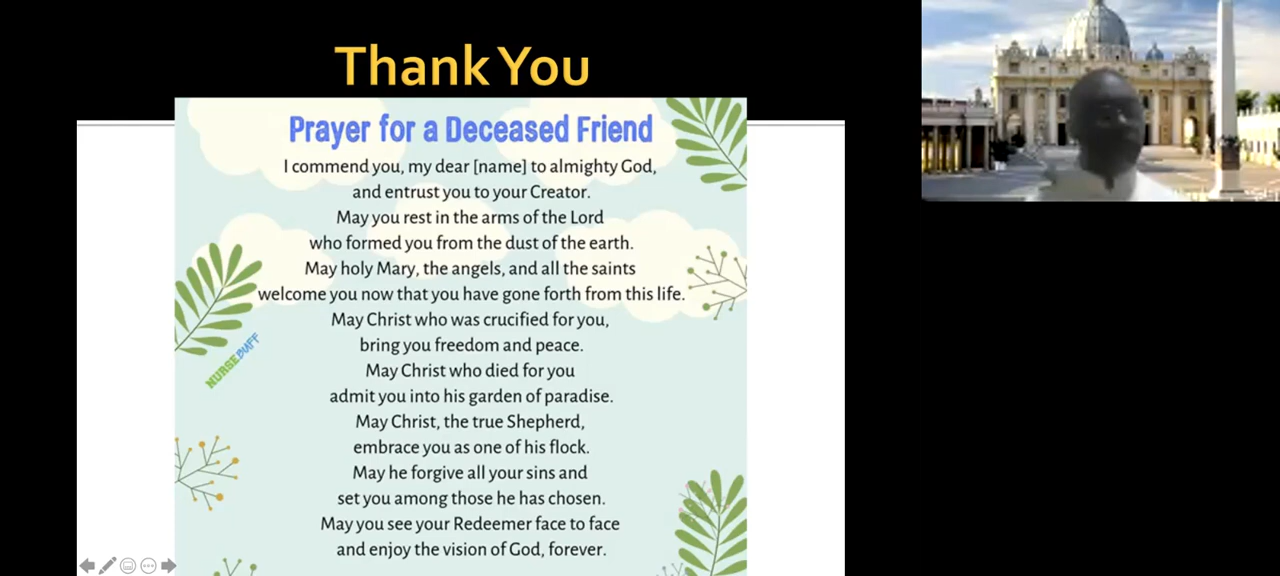 Thank You
Prayer for a Deceased Friend
I commend you, my dear [name] to almighty God,
and entrust you to your Creator.
May you rest in the arms of the Lord
who formed you from the dust of the earth.
May holy Mary, the angels, and all the saints
welcome you now that you have gone forth from this life.
May Christ who was crucified for you,
bring you freedom and peace.
May Christ who died for you
admit you into his garden of paradise.
May Christ, the true Shepherd,
embrace you as one of his flock.
May he forgive all your sins and
set you among those he has chosen.
May you see your Redeemer face to face
and enjoy the vision of God, forever.
NURSEBUFF